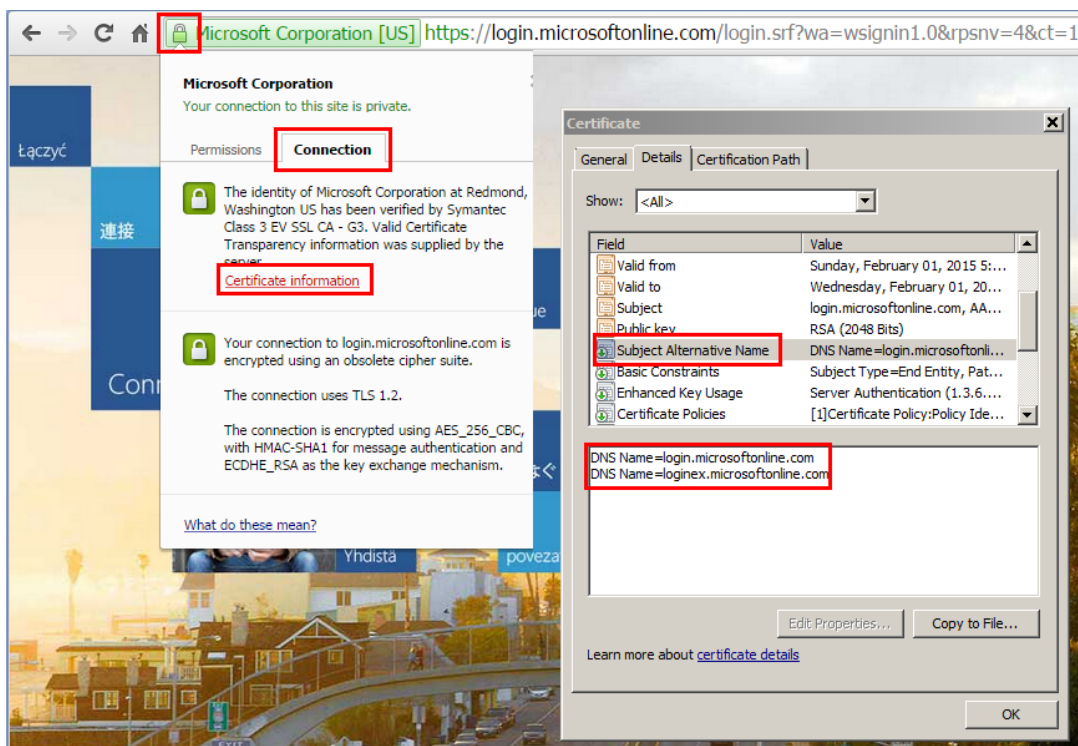 Microsoft Corporation [US] https://login.microsoftonline.com/login.srf?wa=wsignin1.0&rpsnv=4&ct=1
Microsoft Corporation
Your connection to this site is private.
Permissions Connection
The identity of Microsoft Corporation at Redmond,
Washington US has been verified by Symantec
Class 3 EV SSL CA - G3. Valid Certificate
Transparency information was supplied by the
server.
Certificate information
Your connection to login.microsoftonline.com is
encrypted using an obsolete cipher suite.
The connection uses TLS 1.2.
The connection is encrypted using AES_256_CBC,
with HMAC-SHA1 for message authentication and
ECDHE_RSA as the key exchange mechanism.
What do these mean?
Łączyć
連接
Conn
ue
はぐ
Yhdistä
poveza
EXIT
Certificate
General Details Certification Path
Show: <All>
Field Value
Valid from Sunday, February 01, 2015 5:...
Valid to Wednesday, February 01, 20...
Subject login.microsoftonline.com, AA...
Public key RSA (2048 Bits)
Subject Alternative Name DNS Name=login.microsoftonli...
Basic Constraints Subject Type=End Entity, Pat...
Enhanced Key Usage Server Authentication (1.3.6....
Certificate Policies [1]Certificate Policy:Policy Ide...
DNS Name=login.microsoftonline.com
DNS Name=loginex.microsoftonline.com
Edit Properties... Copy to File...
Learn more about certificate details
OK